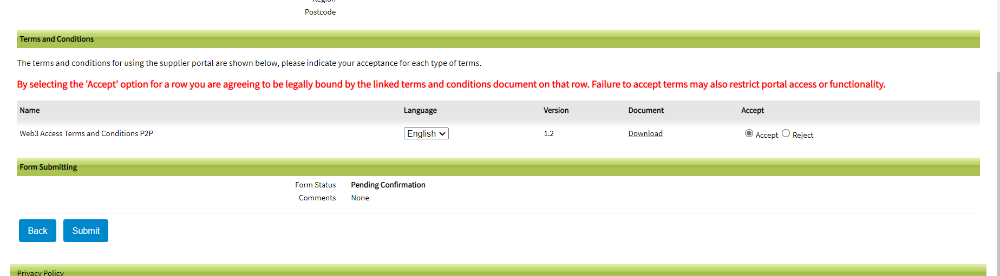 Region
Postcode
Terms and Conditions
The terms and conditions for using the supplier portal are shown below, please indicate your acceptance for each type of terms.
By selecting the 'Accept' option for a row you are agreeing to be legally bound by the linked terms and conditions document on that row. Failure to accept terms may also restrict portal access or functionality.
Name Language Version Document Accept
Web3 Access Terms and Conditions P2P English 1.2 Download Accept Reject
Form Submitting
Form Status Pending Confirmation
Comments None
Back Submit
Privacy Policy